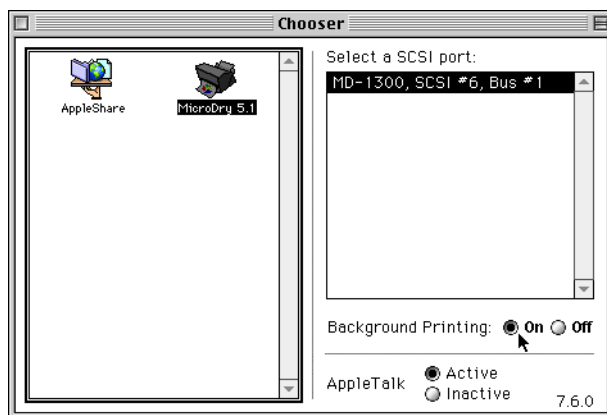 Chooser
AppleShare
MicroDry 5.1
Select a SCSI port:
MD-1300, SCSI #6, Bus #1
Background Printing: On Off
AppleTalk Active
Inactive
7.6.0